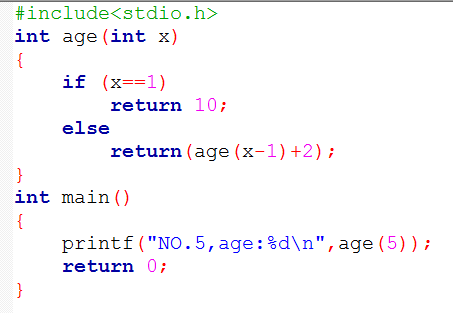 #include<stdio.h>
int age(int x)
{
    if (x==1)
        return 10;
    else
        return(age(x-1)+2);
}
int main()
{
    printf("NO.5,age:%d\n",age(5));
    return 0;
}